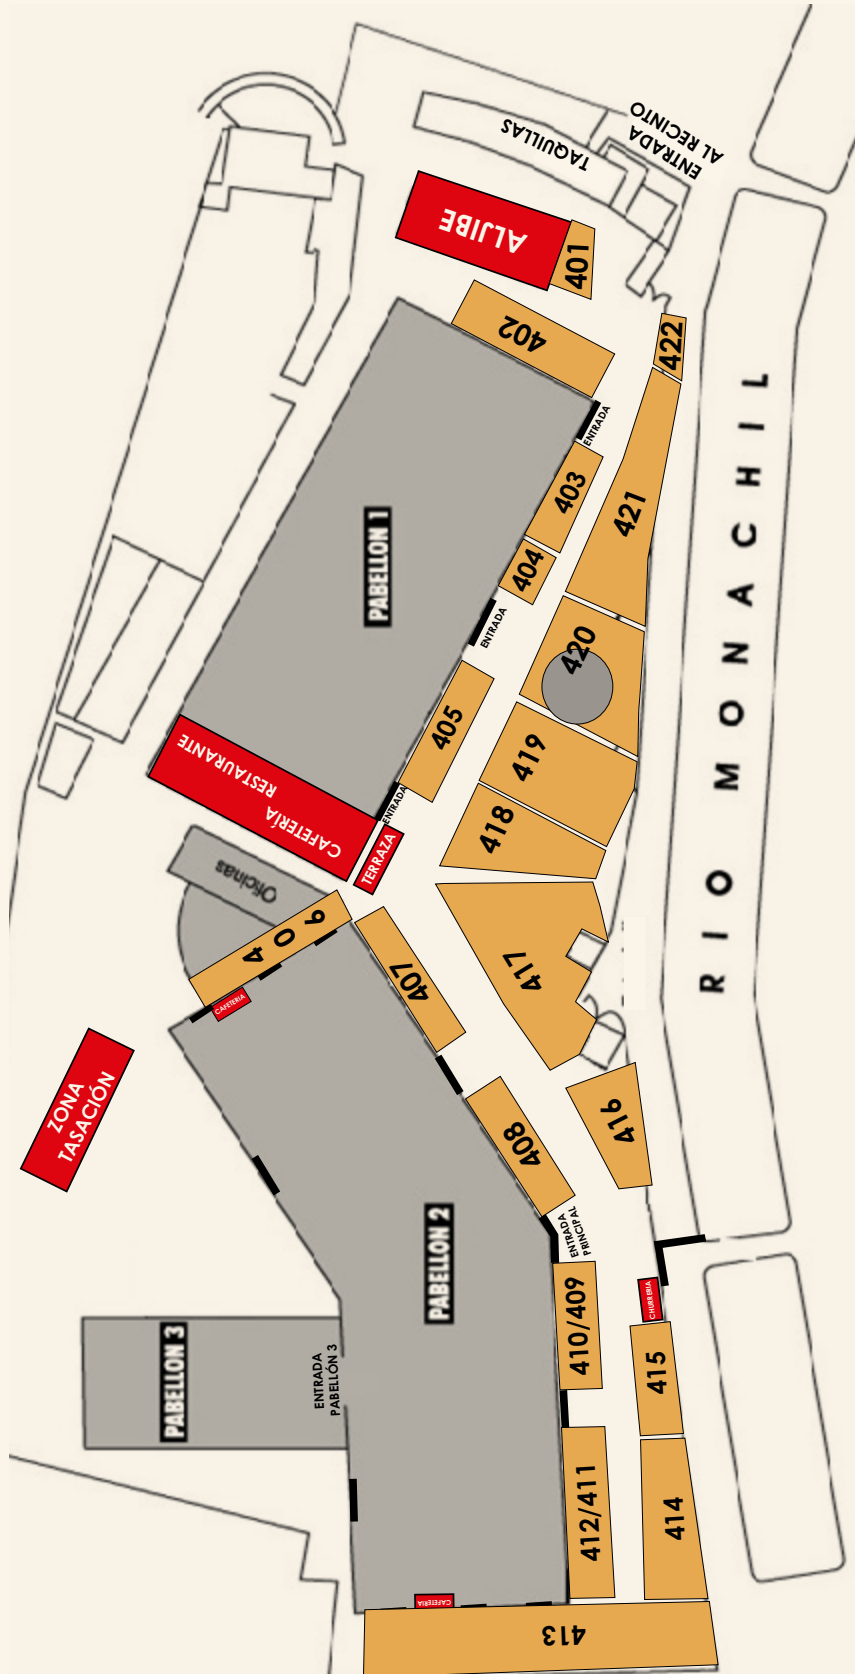 ENTRADA
AL RECINTO
TAQUILLAS
ALJIBE
401
402
422
ENTRADA
403
421
404
PABELLON 1
ENTRADA
420
405
419
RESTAURANTE
CAFETERÍA
ENTRADA
418
TERRAZA
Oficinas
406
407
417
CAFETERIA
RIO MONACHIL
ZONA
TASACIÓN
408
416
ENTRADA
PRINCIPAL
PABELLON 2
410/409
CHURRERIA
PABELLON 3
ENTRADA
PABELLÓN 3
415
412/411
414
CAFETERIA
413